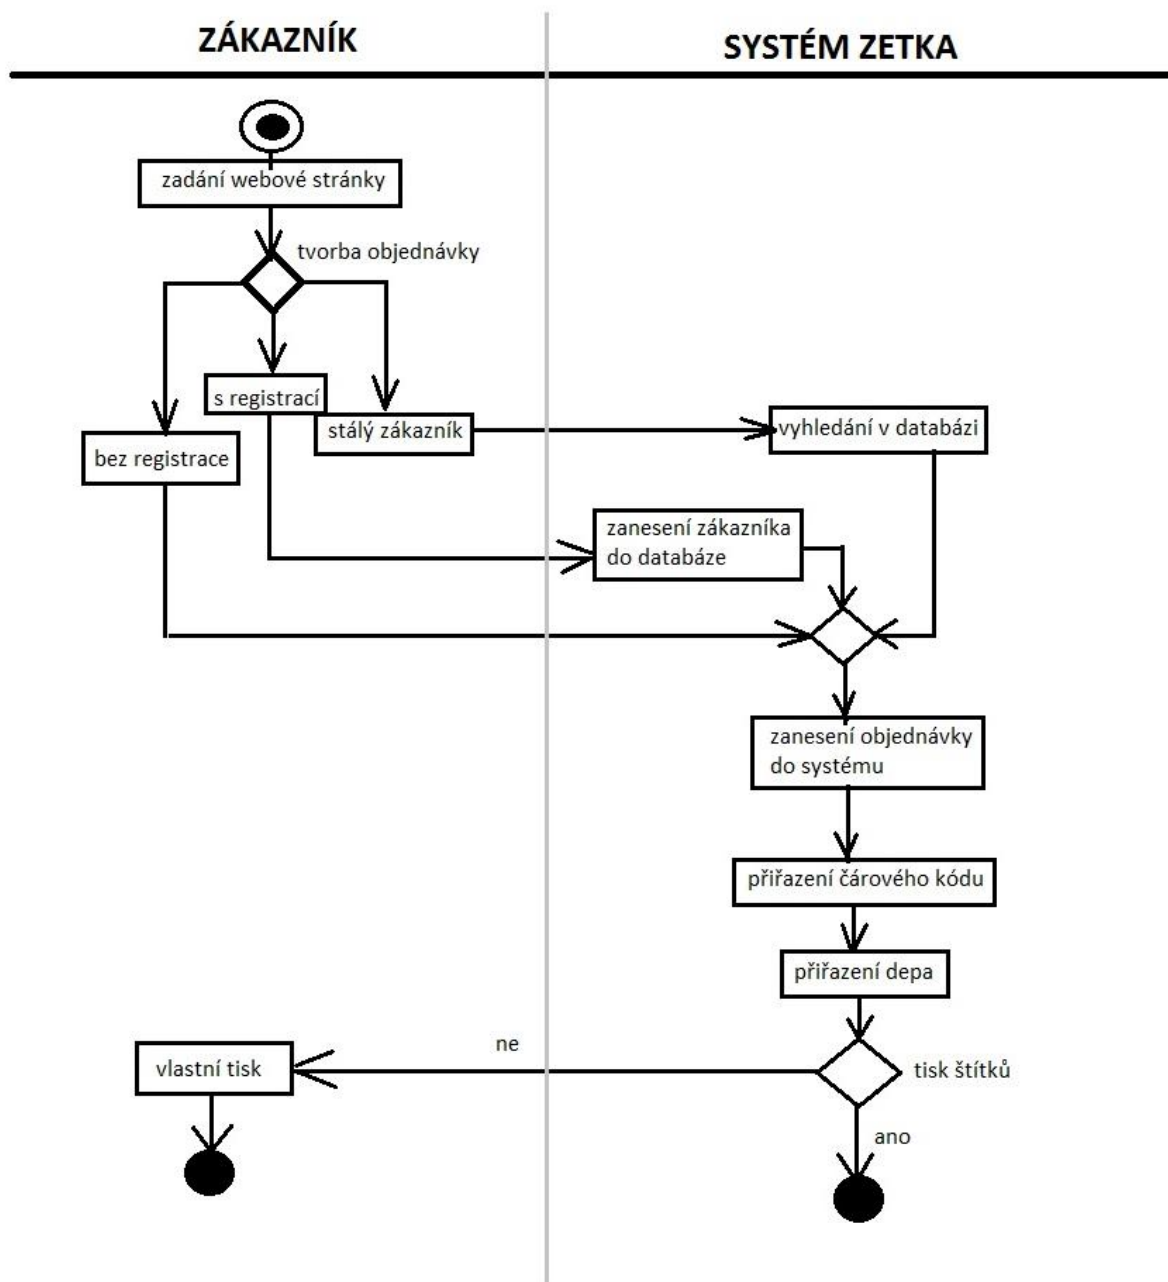 ZÁKAZNÍK
SYSTÉM ZETKA
zadání webové stránky
tvorba objednávky
s registrací
stálý zákazník
bez registrace
vyhledání v databázi
zanesení zákazníka
do databáze
zanesení objednávky
do systému
přiřazení čárového kódu
přiřazení depa
ne
vlastní tisk
tisk štítků
ano